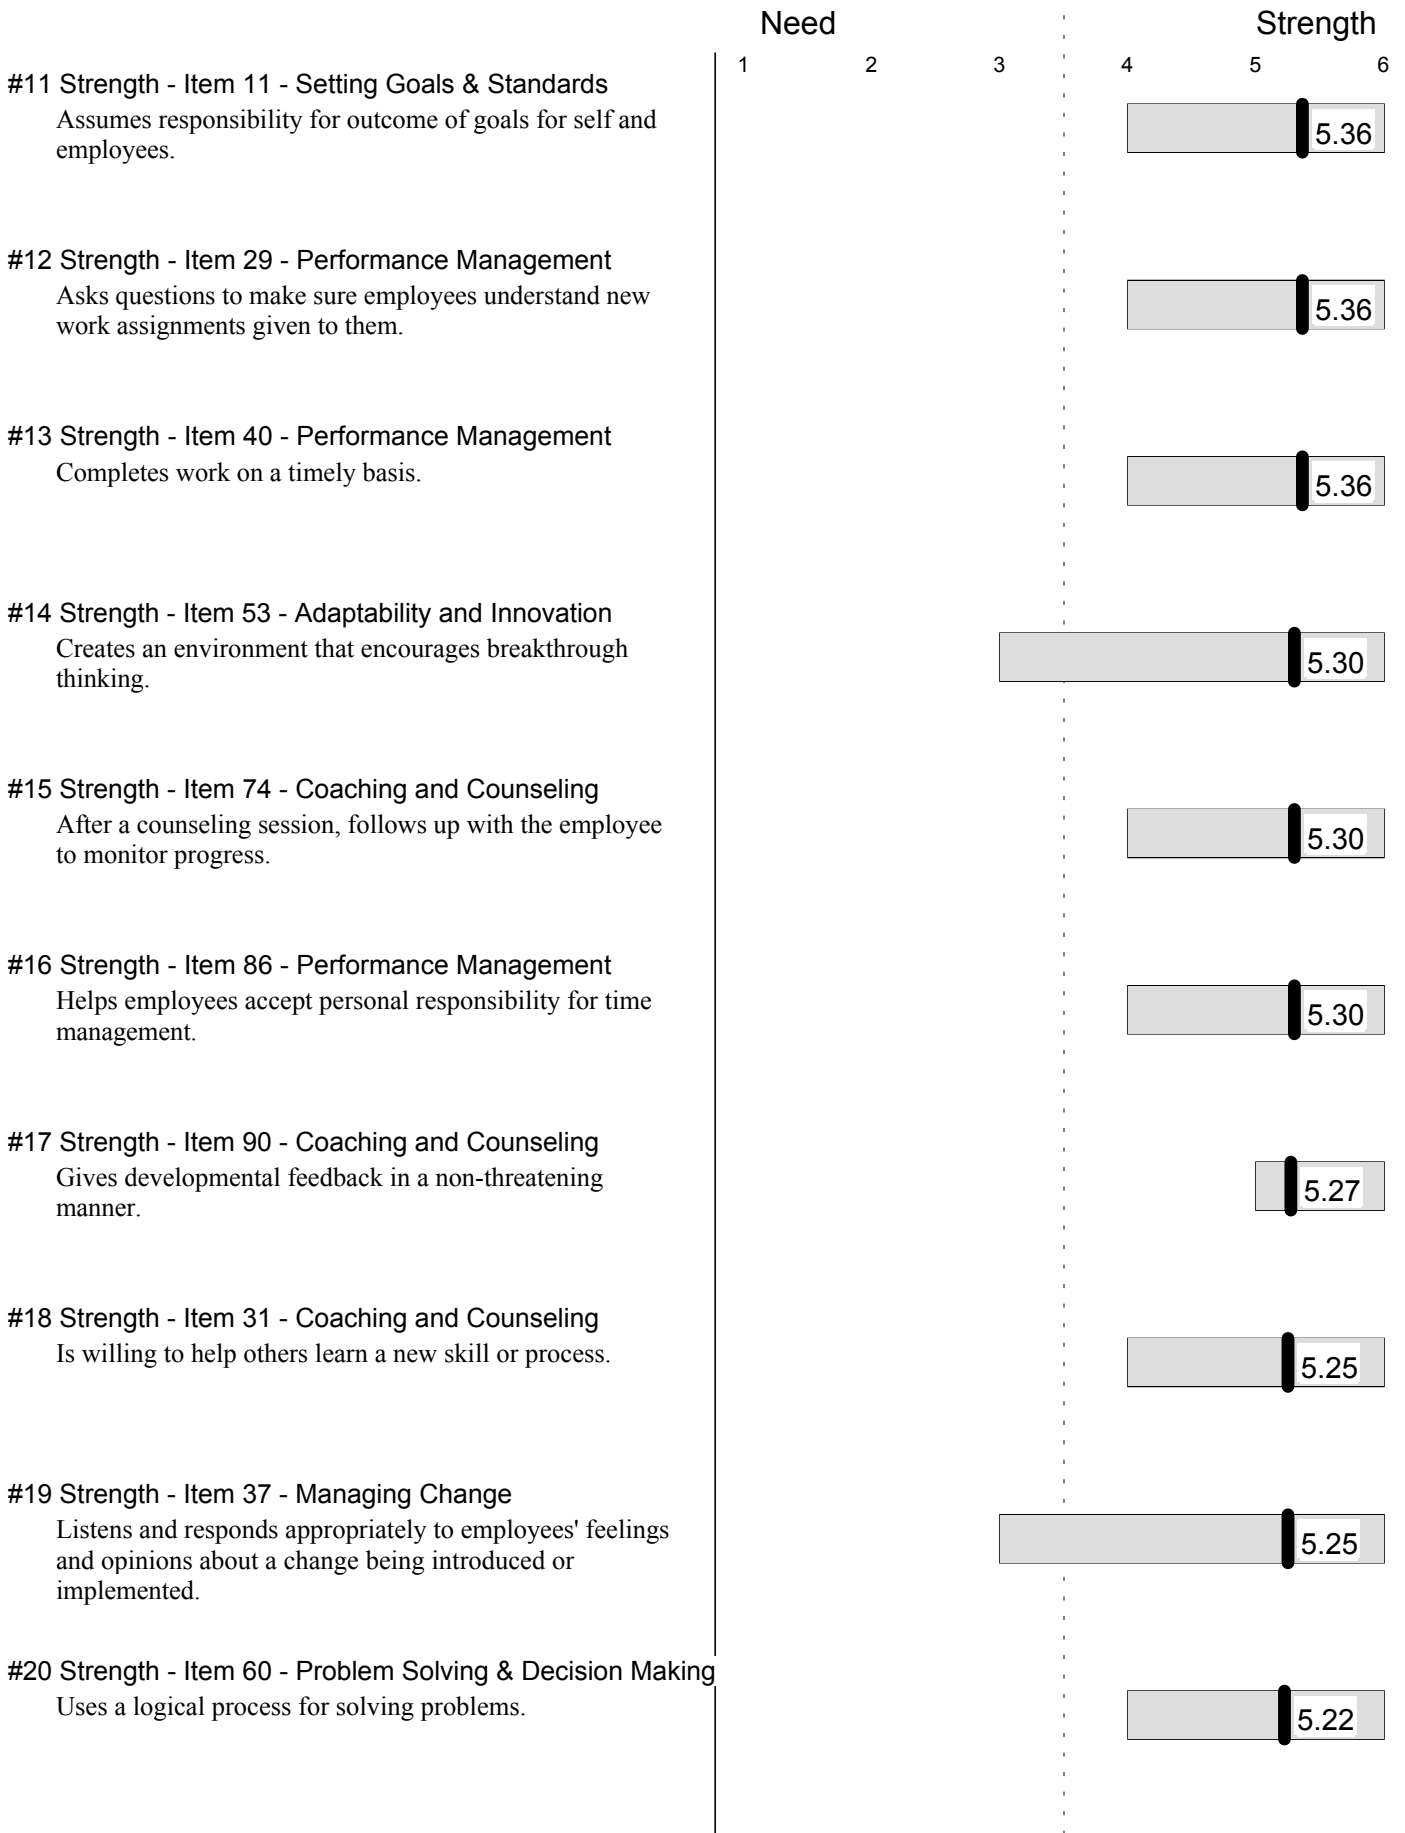 Need Strength
1 2 3 4 5 6
#11 Strength - Item 11 - Setting Goals & Standards
Assumes responsibility for outcome of goals for self and
employees.
5.36
#12 Strength - Item 29 - Performance Management
Asks questions to make sure employees understand new
work assignments given to them.
5.36
#13 Strength - Item 40 - Performance Management
Completes work on a timely basis.
5.36
#14 Strength - Item 53 - Adaptability and Innovation
Creates an environment that encourages breakthrough
thinking.
5.30
#15 Strength - Item 74 - Coaching and Counseling
After a counseling session, follows up with the employee
to monitor progress.
5.30
#16 Strength - Item 86 - Performance Management
Helps employees accept personal responsibility for time
management.
5.30
#17 Strength - Item 90 - Coaching and Counseling
Gives developmental feedback in a non-threatening
manner.
5.27
#18 Strength - Item 31 - Coaching and Counseling
Is willing to help others learn a new skill or process.
5.25
#19 Strength - Item 37 - Managing Change
Listens and responds appropriately to employees' feelings
and opinions about a change being introduced or
implemented.
5.25
#20 Strength - Item 60 - Problem Solving & Decision Making
Uses a logical process for solving problems.
5.22